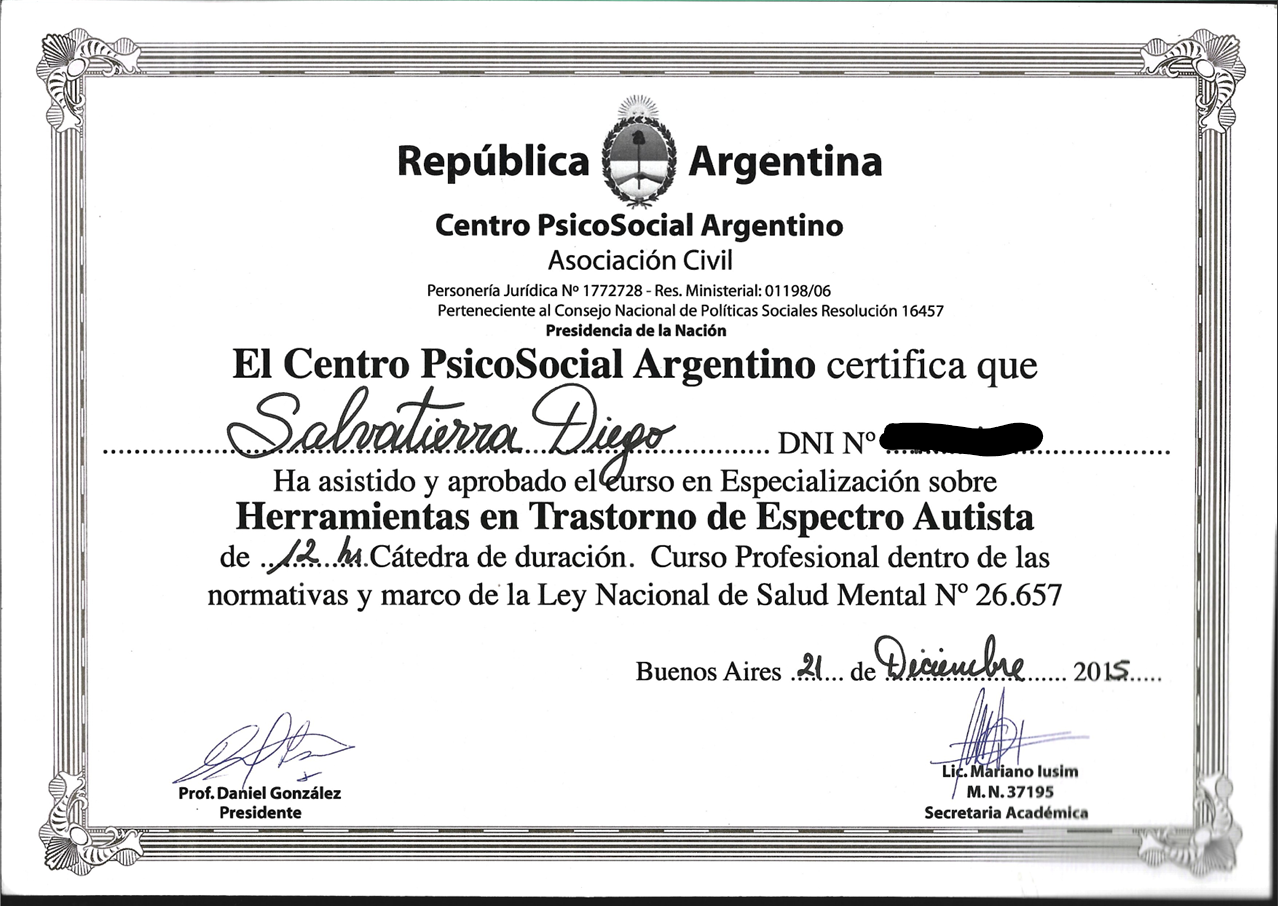 República Argentina
Centro PsicoSocial Argentino
Asociación Civil
Personería Jurídica Nº 1772728 - Res. Ministerial: 01198/06
Perteneciente al Consejo Nacional de Políticas Sociales Resolución 16457
Presidencia de la Nación
El Centro PsicoSocial Argentino certifica que
Salvatierra Diego DNI Nº
Ha asistido y aprobado el curso en Especialización sobre
Herramientas en Trastorno de Espectro Autista
de 12 hs. Cátedra de duración. Curso Profesional dentro de las
normativas y marco de la Ley Nacional de Salud Mental Nº 26.657
Buenos Aires 21 de Diciembre 2015
Prof. Daniel González
Presidente
Lic. Mariano Iusim
M. N. 37195
Secretaria Académica